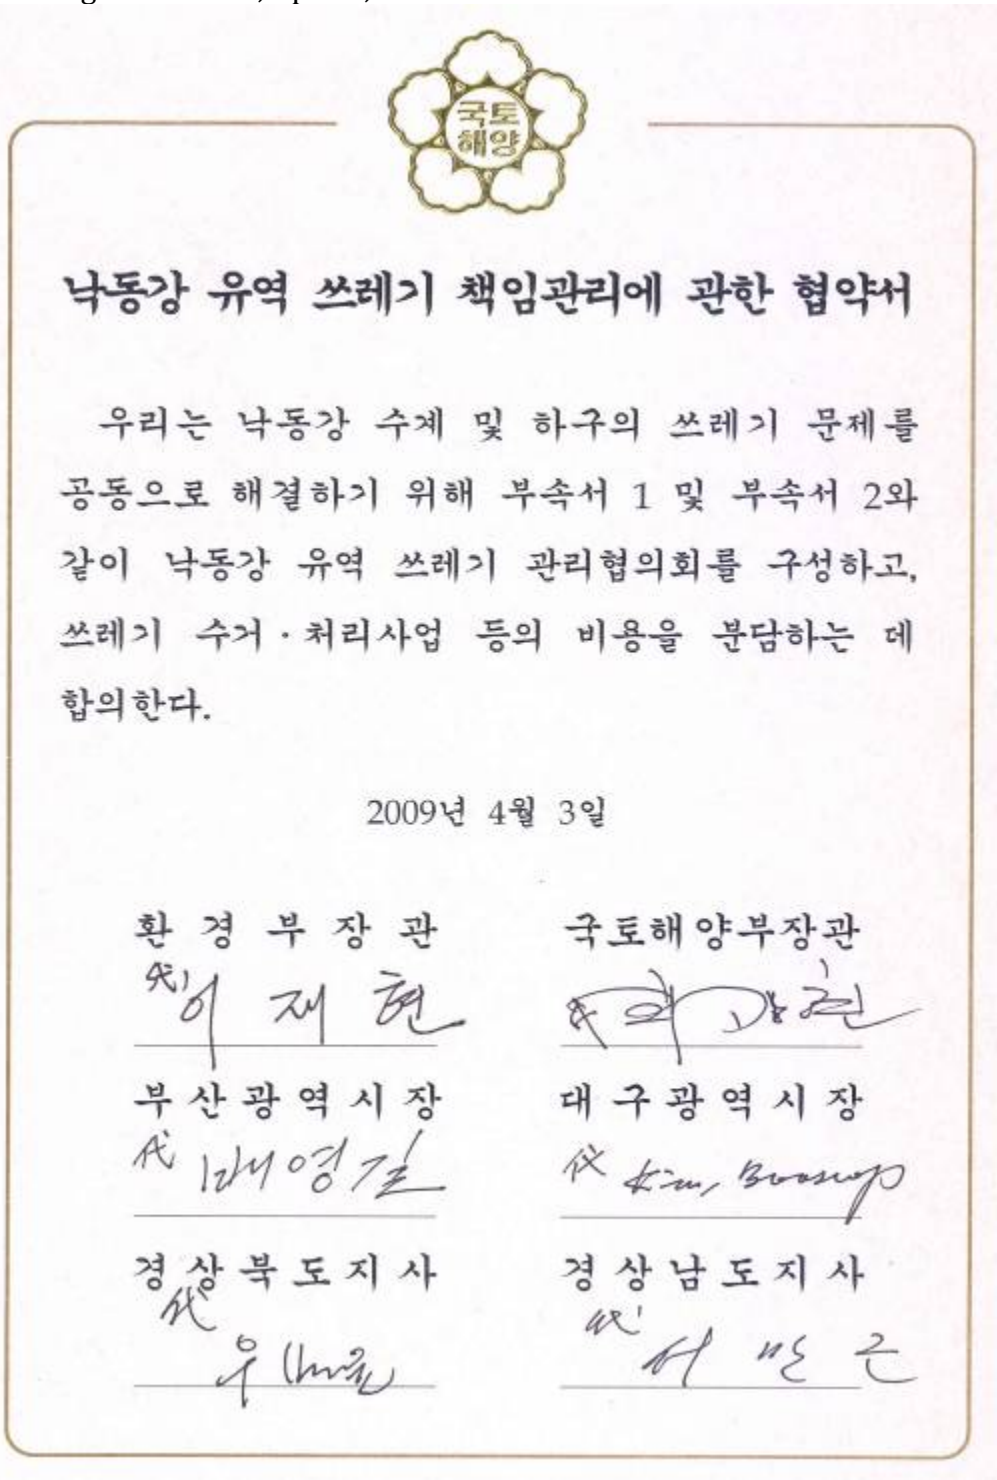 국토
해양
낙동강 유역 쓰레기 책임관리에 관한 협약서
우리는 낙동강 수계 및 하구의 쓰레기 문제를
공동으로 해결하기 위해 부속서 1 및 부속서 2와
같이 낙동강 유역 쓰레기 관리협의회를 구성하고,
쓰레기 수거·처리사업 등의 비용을 분담하는 데
합의한다.
2009년 4월 3일
환경부장관 국토해양부장관
代 이재현 代
부산광역시장 대구광역시장
代 배영길 代 Kim,
경상북도지사 경상남도지사
代 代 서만근